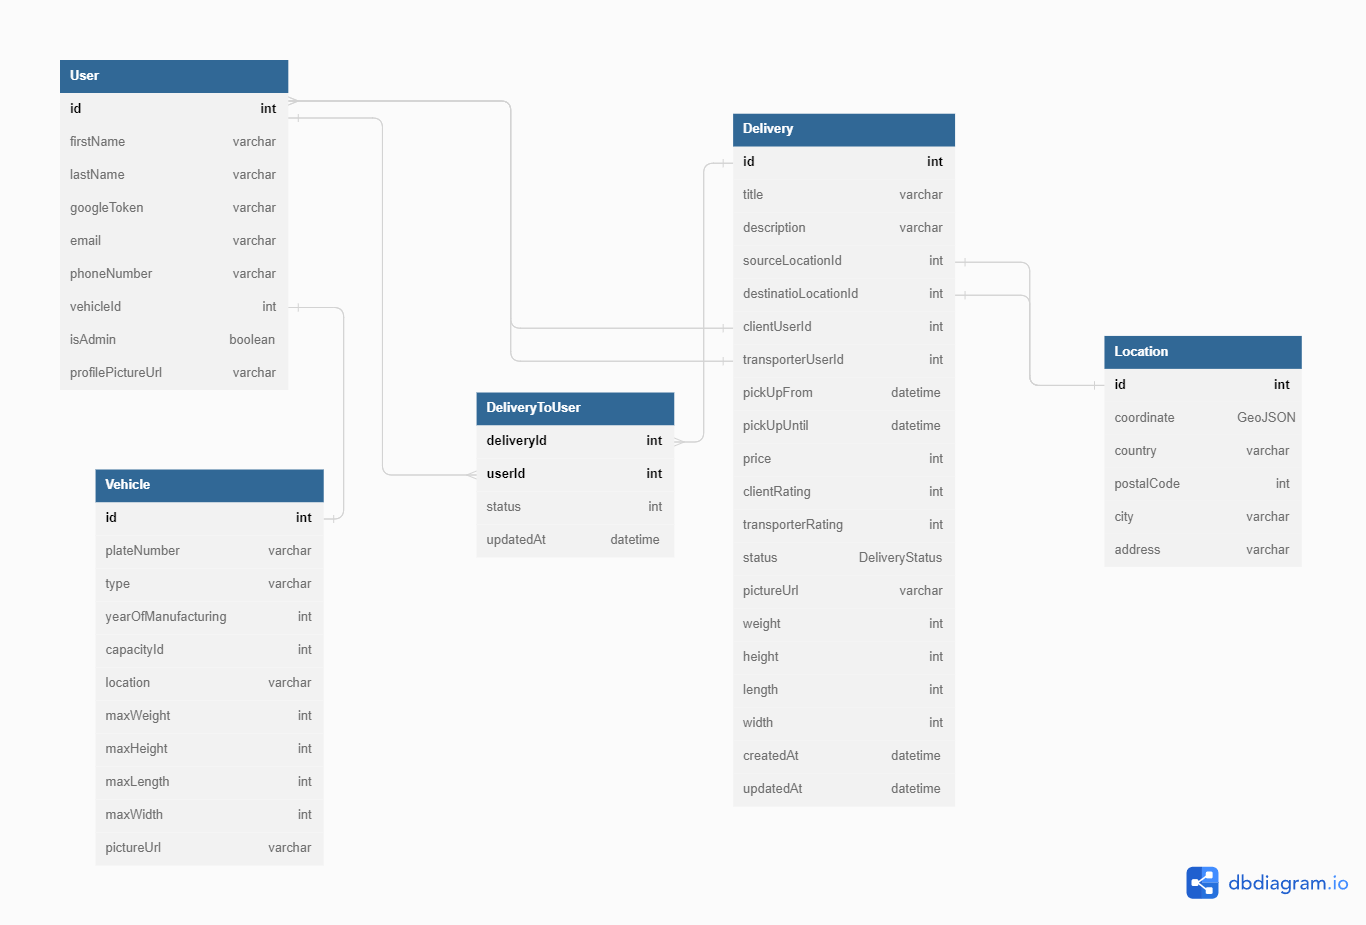 User
id int
firstName varchar
lastName varchar
googleToken varchar
email varchar
phoneNumber varchar
vehicleId int
isAdmin boolean
profilePictureUrl varchar
Vehicle
id int
plateNumber varchar
type varchar
yearOfManufacturing int
capacityId int
location varchar
maxWeight int
maxHeight int
maxLength int
maxWidth int
pictureUrl varchar
DeliveryToUser
deliveryId int
userId int
status int
updatedAt datetime
Delivery
id int
title varchar
description varchar
sourceLocationId int
destinatioLocationId int
clientUserId int
transporterUserId int
pickUpFrom datetime
pickUpUntil datetime
price int
clientRating int
transporterRating int
status DeliveryStatus
pictureUrl varchar
weight int
height int
length int
width int
createdAt datetime
updatedAt datetime
Location
id int
coordinate GeoJSON
country varchar
postalCode int
city varchar
address varchar
dbdiagram.io